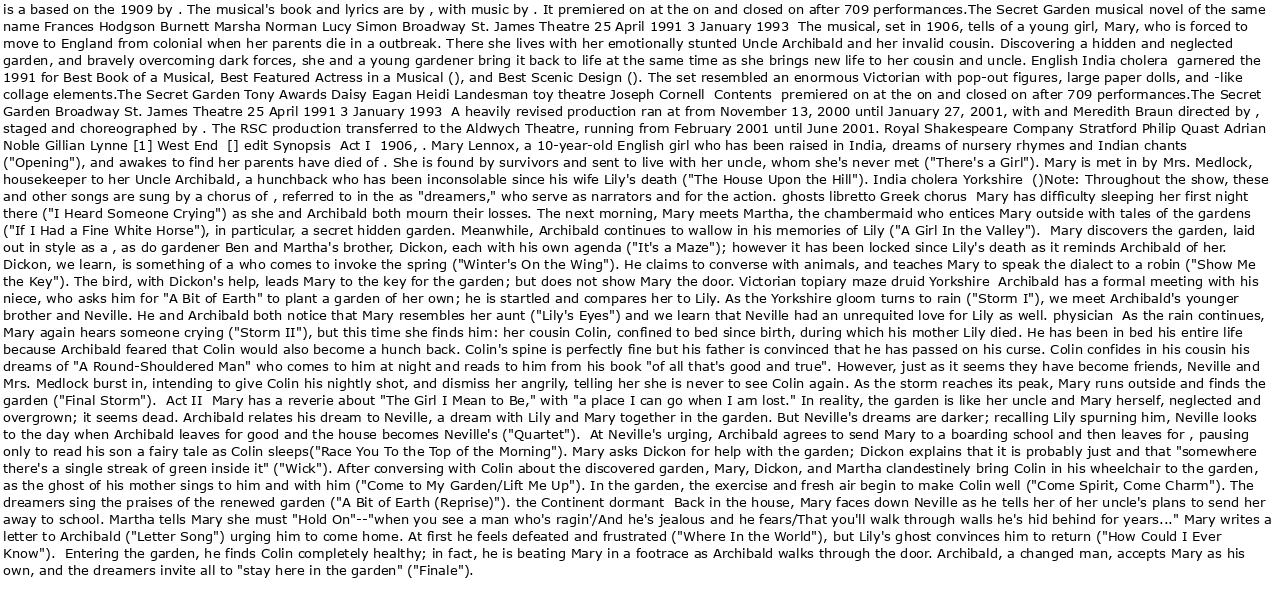 is a based on the 1909 by . The musical's book and lyrics are by , with music by . It premiered on at the on and closed on after 709 performances.The Secret Garden musical novel of the same
name Frances Hodgson Burnett Marsha Norman Lucy Simon Broadway St. James Theatre 25 April 1991 3 January 1993  The musical, set in 1906, tells of a young girl, Mary, who is forced to
move to England from colonial when her parents die in a outbreak. There she lives with her emotionally stunted Uncle Archibald and her invalid cousin. Discovering a hidden and neglected
garden, and bravely overcoming dark forces, she and a young gardener bring it back to life at the same time as she brings new life to her cousin and uncle. English India cholera  garnered the
1991 for Best Book of a Musical, Best Featured Actress in a Musical (), and Best Scenic Design (). The set resembled an enormous Victorian with pop-out figures, large paper dolls, and -like
collage elements.The Secret Garden Tony Awards Daisy Eagan Heidi Landesman toy theatre Joseph Cornell  Contents  premiered on at the on and closed on after 709 performances.The Secret
Garden Broadway St. James Theatre 25 April 1991 3 January 1993  A heavily revised production ran at from November 13, 2000 until January 27, 2001, with and Meredith Braun directed by ,
staged and choreographed by . The RSC production transferred to the Aldwych Theatre, running from February 2001 until June 2001. Royal Shakespeare Company Stratford Philip Quast Adrian
Noble Gillian Lynne [1] West End  [] edit Synopsis  Act I  1906, . Mary Lennox, a 10-year-old English girl who has been raised in India, dreams of nursery rhymes and Indian chants
("Opening"), and awakes to find her parents have died of . She is found by survivors and sent to live with her uncle, whom she's never met ("There's a Girl"). Mary is met in by Mrs. Medlock,
housekeeper to her Uncle Archibald, a hunchback who has been inconsolable since his wife Lily's death ("The House Upon the Hill"). India cholera Yorkshire  ()Note: Throughout the show, these
and other songs are sung by a chorus of , referred to in the as "dreamers," who serve as narrators and for the action. ghosts libretto Greek chorus  Mary has difficulty sleeping her first night
there ("I Heard Someone Crying") as she and Archibald both mourn their losses. The next morning, Mary meets Martha, the chambermaid who entices Mary outside with tales of the gardens
("If I Had a Fine White Horse"), in particular, a secret hidden garden. Meanwhile, Archibald continues to wallow in his memories of Lily ("A Girl In the Valley").  Mary discovers the garden, laid
out in style as a , as do gardener Ben and Martha's brother, Dickon, each with his own agenda ("It's a Maze"); however it has been locked since Lily's death as it reminds Archibald of her.
Dickon, we learn, is something of a who comes to invoke the spring ("Winter's On the Wing"). He claims to converse with animals, and teaches Mary to speak the dialect to a robin ("Show Me
the Key"). The bird, with Dickon's help, leads Mary to the key for the garden; but does not show Mary the door. Victorian topiary maze druid Yorkshire  Archibald has a formal meeting with his
niece, who asks him for "A Bit of Earth" to plant a garden of her own; he is startled and compares her to Lily. As the Yorkshire gloom turns to rain ("Storm I"), we meet Archibald's younger
brother and Neville. He and Archibald both notice that Mary resembles her aunt ("Lily's Eyes") and we learn that Neville had an unrequited love for Lily as well. physician  As the rain continues,
Mary again hears someone crying ("Storm II"), but this time she finds him: her cousin Colin, confined to bed since birth, during which his mother Lily died. He has been in bed his entire life
because Archibald feared that Colin would also become a hunch back. Colin's spine is perfectly fine but his father is convinced that he has passed on his curse. Colin confides in his cousin his
dreams of "A Round-Shouldered Man" who comes to him at night and reads to him from his book "of all that's good and true". However, just as it seems they have become friends, Neville and
Mrs. Medlock burst in, intending to give Colin his nightly shot, and dismiss her angrily, telling her she is never to see Colin again. As the storm reaches its peak, Mary runs outside and finds the
garden ("Final Storm").  Act II  Mary has a reverie about "The Girl I Mean to Be," with "a place I can go when I am lost." In reality, the garden is like her uncle and Mary herself, neglected and
overgrown; it seems dead. Archibald relates his dream to Neville, a dream with Lily and Mary together in the garden. But Neville's dreams are darker; recalling Lily spurning him, Neville looks
to the day when Archibald leaves for good and the house becomes Neville's ("Quartet").  At Neville's urging, Archibald agrees to send Mary to a boarding school and then leaves for , pausing
only to read his son a fairy tale as Colin sleeps("Race You To the Top of the Morning"). Mary asks Dickon for help with the garden; Dickon explains that it is probably just and that "somewhere
there's a single streak of green inside it" ("Wick"). After conversing with Colin about the discovered garden, Mary, Dickon, and Martha clandestinely bring Colin in his wheelchair to the garden,
as the ghost of his mother sings to him and with him ("Come to My Garden/Lift Me Up"). In the garden, the exercise and fresh air begin to make Colin well ("Come Spirit, Come Charm"). The
dreamers sing the praises of the renewed garden ("A Bit of Earth (Reprise)"). the Continent dormant  Back in the house, Mary faces down Neville as he tells her of her uncle's plans to send her
away to school. Martha tells Mary she must "Hold On"--"when you see a man who's ragin'/And he's jealous and he fears/That you'll walk through walls he's hid behind for years..." Mary writes a
letter to Archibald ("Letter Song") urging him to come home. At first he feels defeated and frustrated ("Where In the World"), but Lily's ghost convinces him to return ("How Could I Ever
Know").  Entering the garden, he finds Colin completely healthy; in fact, he is beating Mary in a footrace as Archibald walks through the door. Archibald, a changed man, accepts Mary as his
own, and the dreamers invite all to "stay here in the garden" ("Finale").